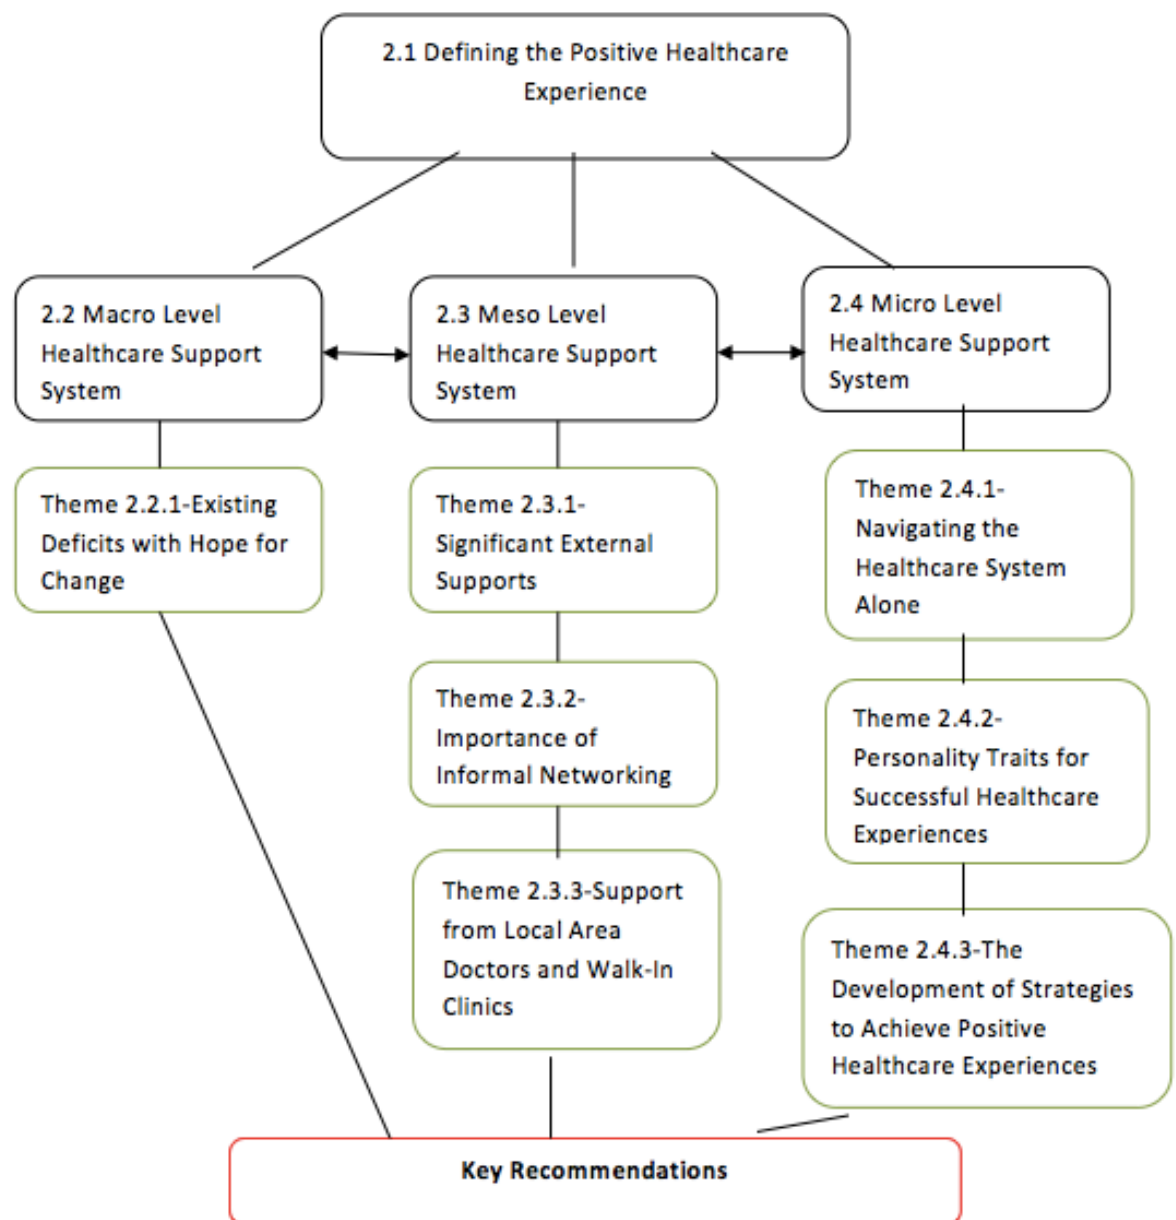 2.1 Defining the Positive Healthcare
Experience
2.2 Macro Level
Healthcare Support
System
2.3 Meso Level
Healthcare Support
System
2.4 Micro Level
Healthcare Support
System
Theme 2.2.1-Existing
Deficits with Hope for
Change
Theme 2.3.1-
Significant External
Supports
Theme 2.4.1-
Navigating the
Healthcare System
Alone
Theme 2.3.2-
Importance of
Informal Networking
Theme 2.4.2-
Personality Traits for
Successful Healthcare
Experiences
Theme 2.3.3-Support
from Local Area
Doctors and Walk-In
Clinics
Theme 2.4.3-The
Development of Strategies
to Achieve Positive
Healthcare Experiences
Key Recommendations